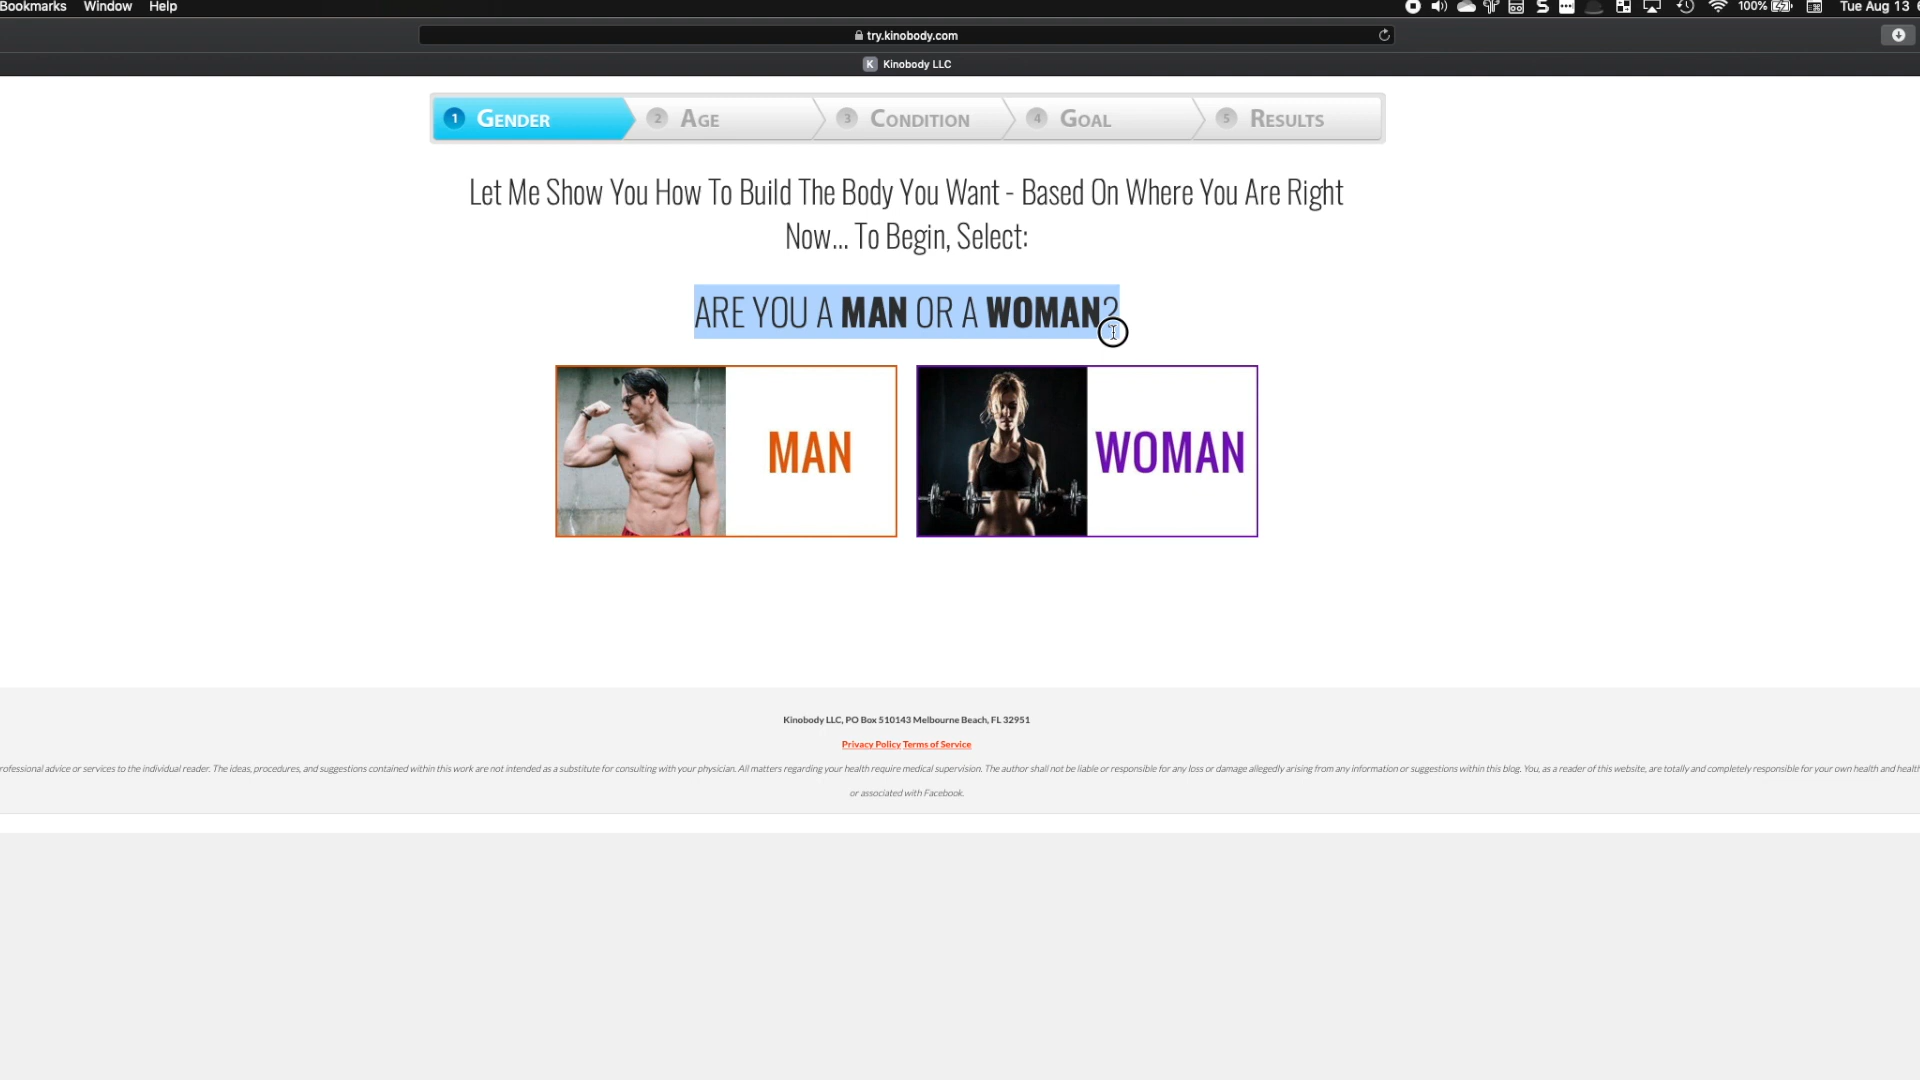 Bookmarks Window Help 100% Tue Aug 13
try.kinobody.com
K Kinobody LLC
1 GENDER 2 AGE 3 CONDITION 4 GOAL 5 RESULTS
Let Me Show You How To Build The Body You Want - Based On Where You Are Right
Now... To Begin, Select:
ARE YOU A MAN OR A WOMAN?
MAN WOMAN
Kinobody LLC, PO Box 510143 Melbourne Beach, FL 32951
Privacy Policy Terms of Service
rofessional advice or services to the individual reader. The ideas, procedures, and suggestions contained within this work are not intended as a substitute for consulting with your physician. All matters regarding your health require medical supervision. The author shall not be liable or responsible for any loss or damage allegedly arising from any information or suggestions within this blog. You, as a reader of this website, are totally and completely responsible for your own health and health
or associated with Facebook.